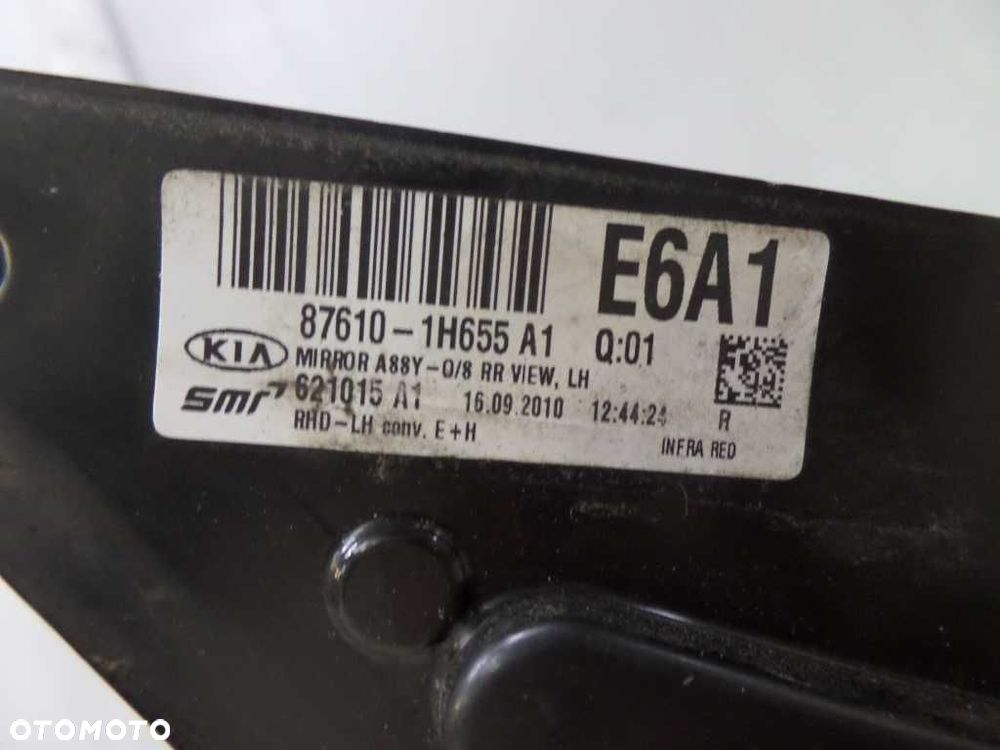 E6A1
87610-1H655 A1 Q:01
KIA MIRROR A88Y-O/8 RR VIEW, LH
smr 621015 A1 16.09.2010 12:44:24 R
RHD-LH conv. E+H INFRA RED
OTOMOTO